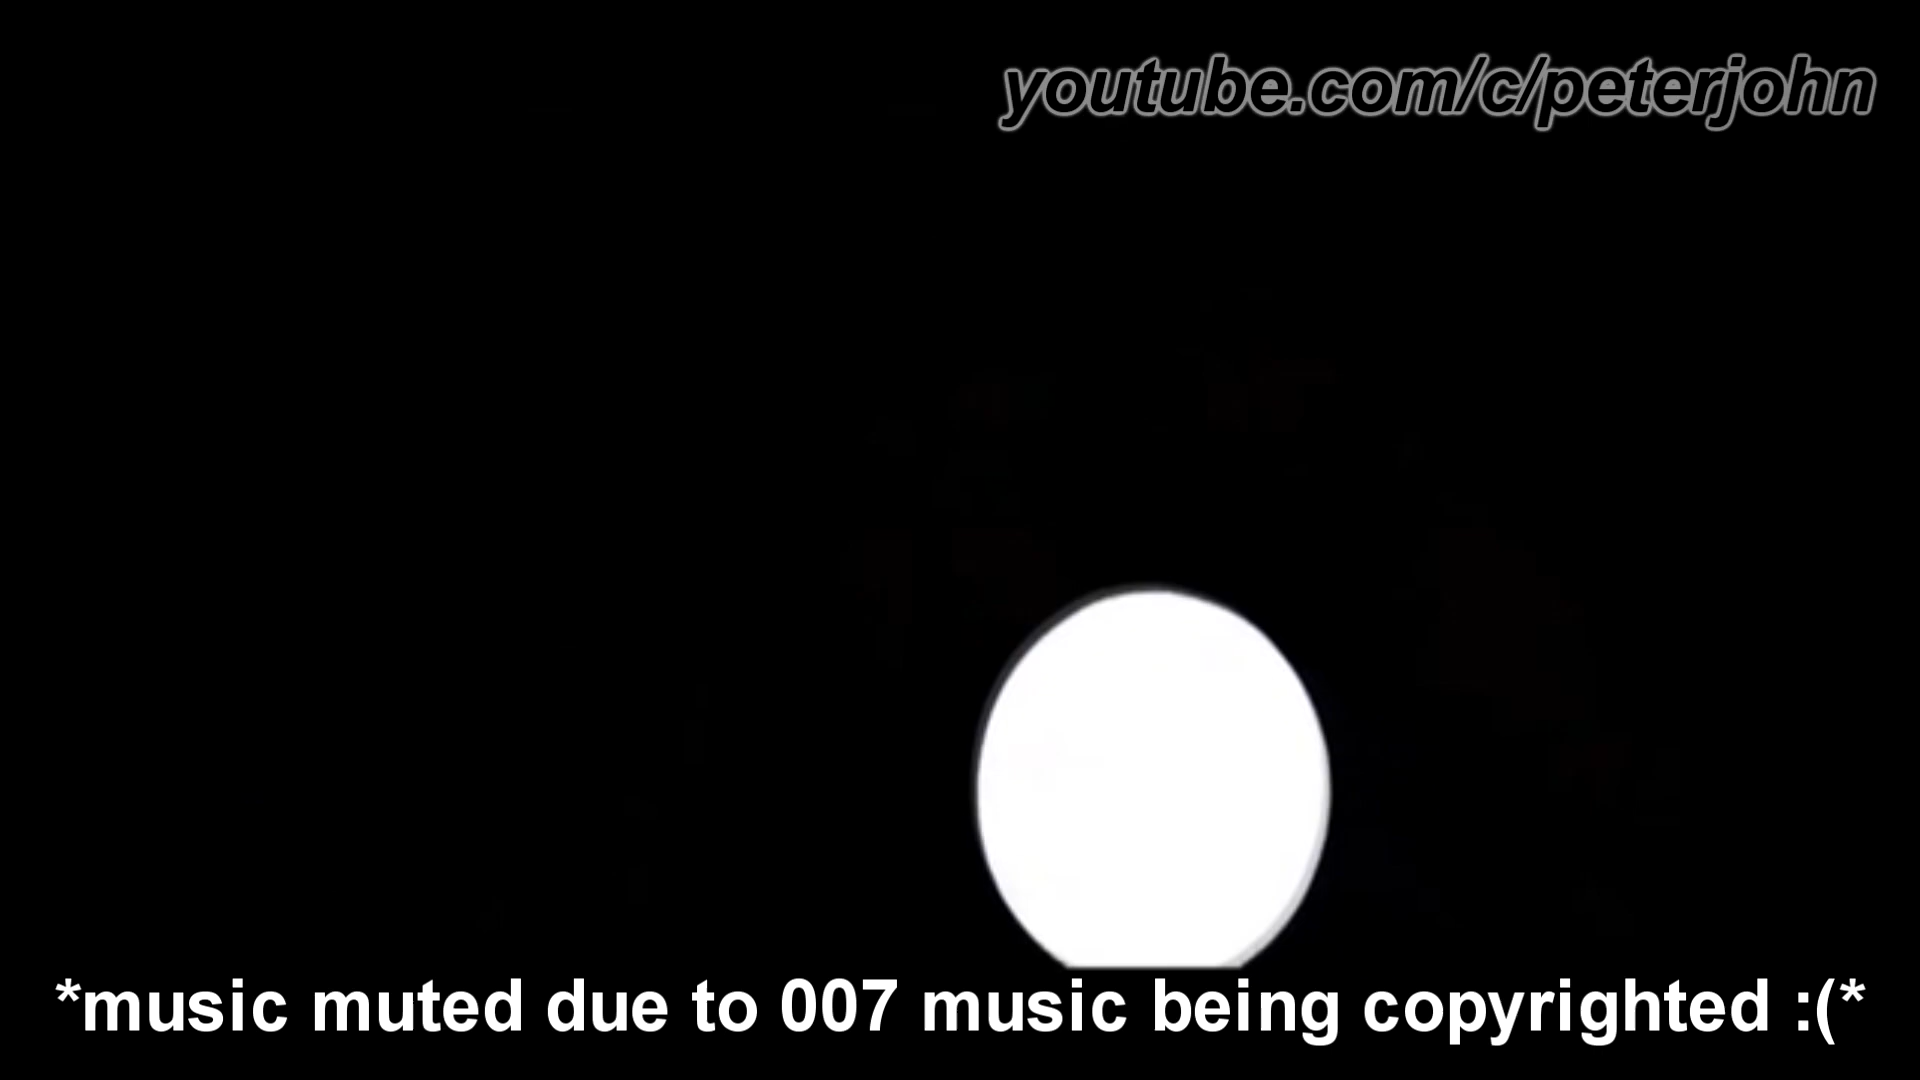 youtube.com/c/peterjohn
*music muted due to 007 music being copyrighted :(*